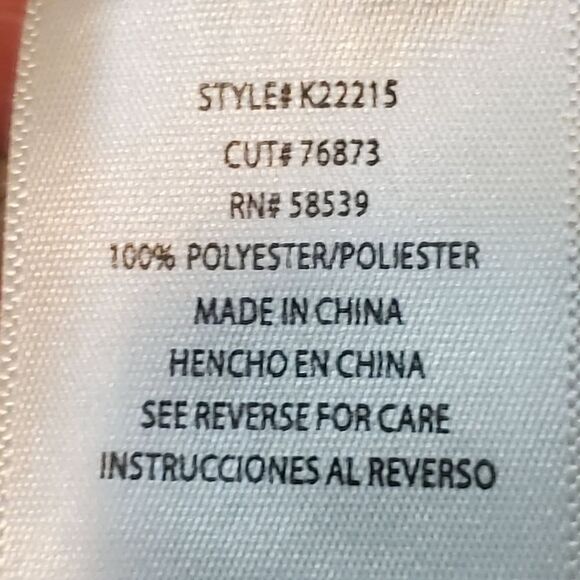 STYLE# K22215
CUT# 76873
RN# 58539
100% POLYESTER/POLIESTER
MADE IN CHINA
HENCHO EN CHINA
SEE REVERSE FOR CARE
INSTRUCCIONES AL REVERSO